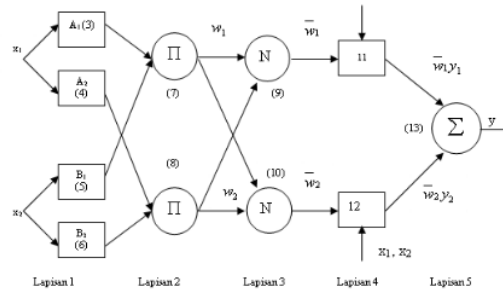 x₁
A₁(3)
A₂
(4)
B₁
(5)
x₂
B₂
(6)
Π
(7)
(8)
Π
w₁
w₂
N
(9)
(10)
N
w̅₁
w̅₂
11
12
x₁, x₂
w̅₁y₁
w̅₂y₂
(13)
Σ
y
Lapisan 1 Lapisan 2 Lapisan 3 Lapisan 4 Lapisan 5